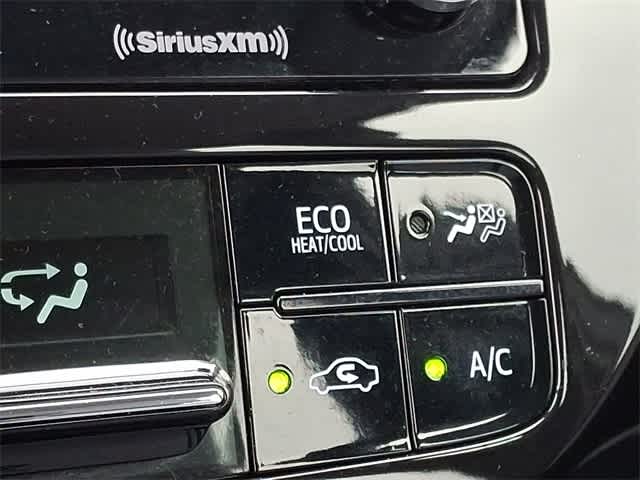 ((SiriusXM))
ECO
HEAT/COOL
A/C